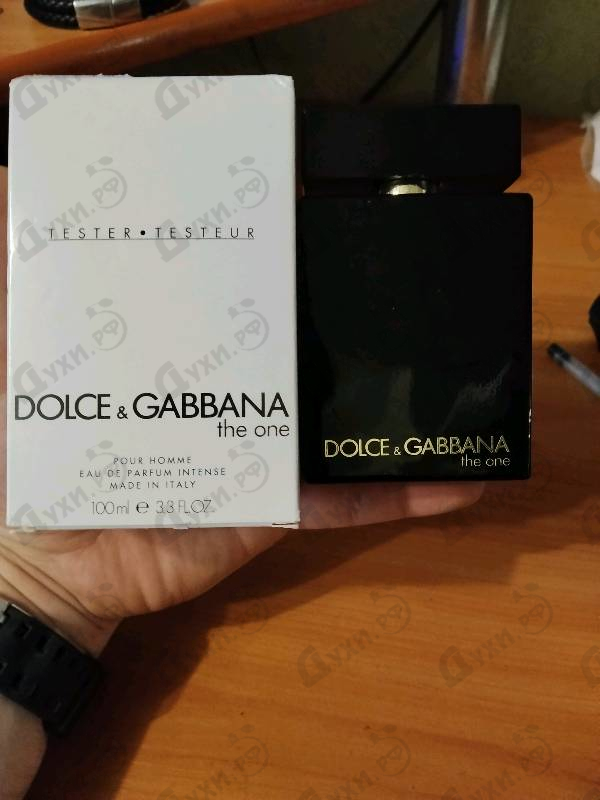 TESTER • TESTEUR
DOLCE & GABBANA
the one
POUR HOMME
EAU DE PARFUM INTENSE
MADE IN ITALY
100ml ℮ 3.3 FL.OZ.
DOLCE & GABBANA
the one
Духи.РФ